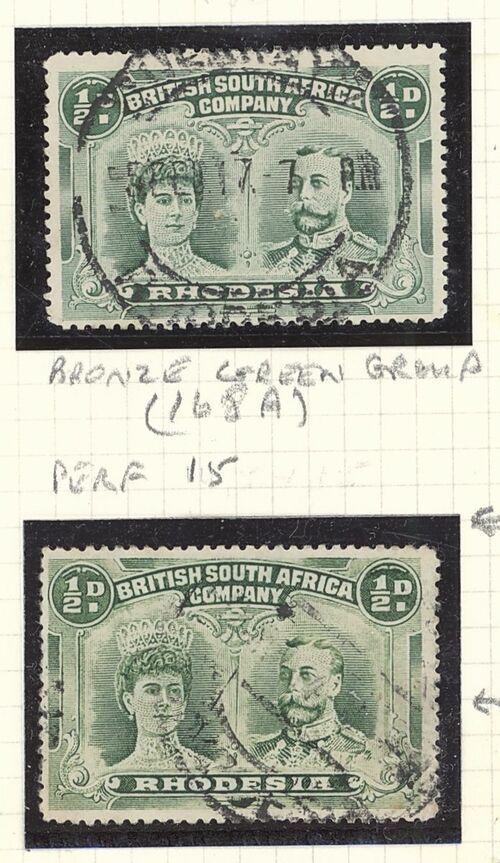 ½D.
BRITISH SOUTH AFRICA
COMPANY
½D.
RHODESIA
BRONZE GREEN GROUP
(168A)
PERF 15
½D.
BRITISH SOUTH AFRICA
COMPANY
½D.
RHODESIA